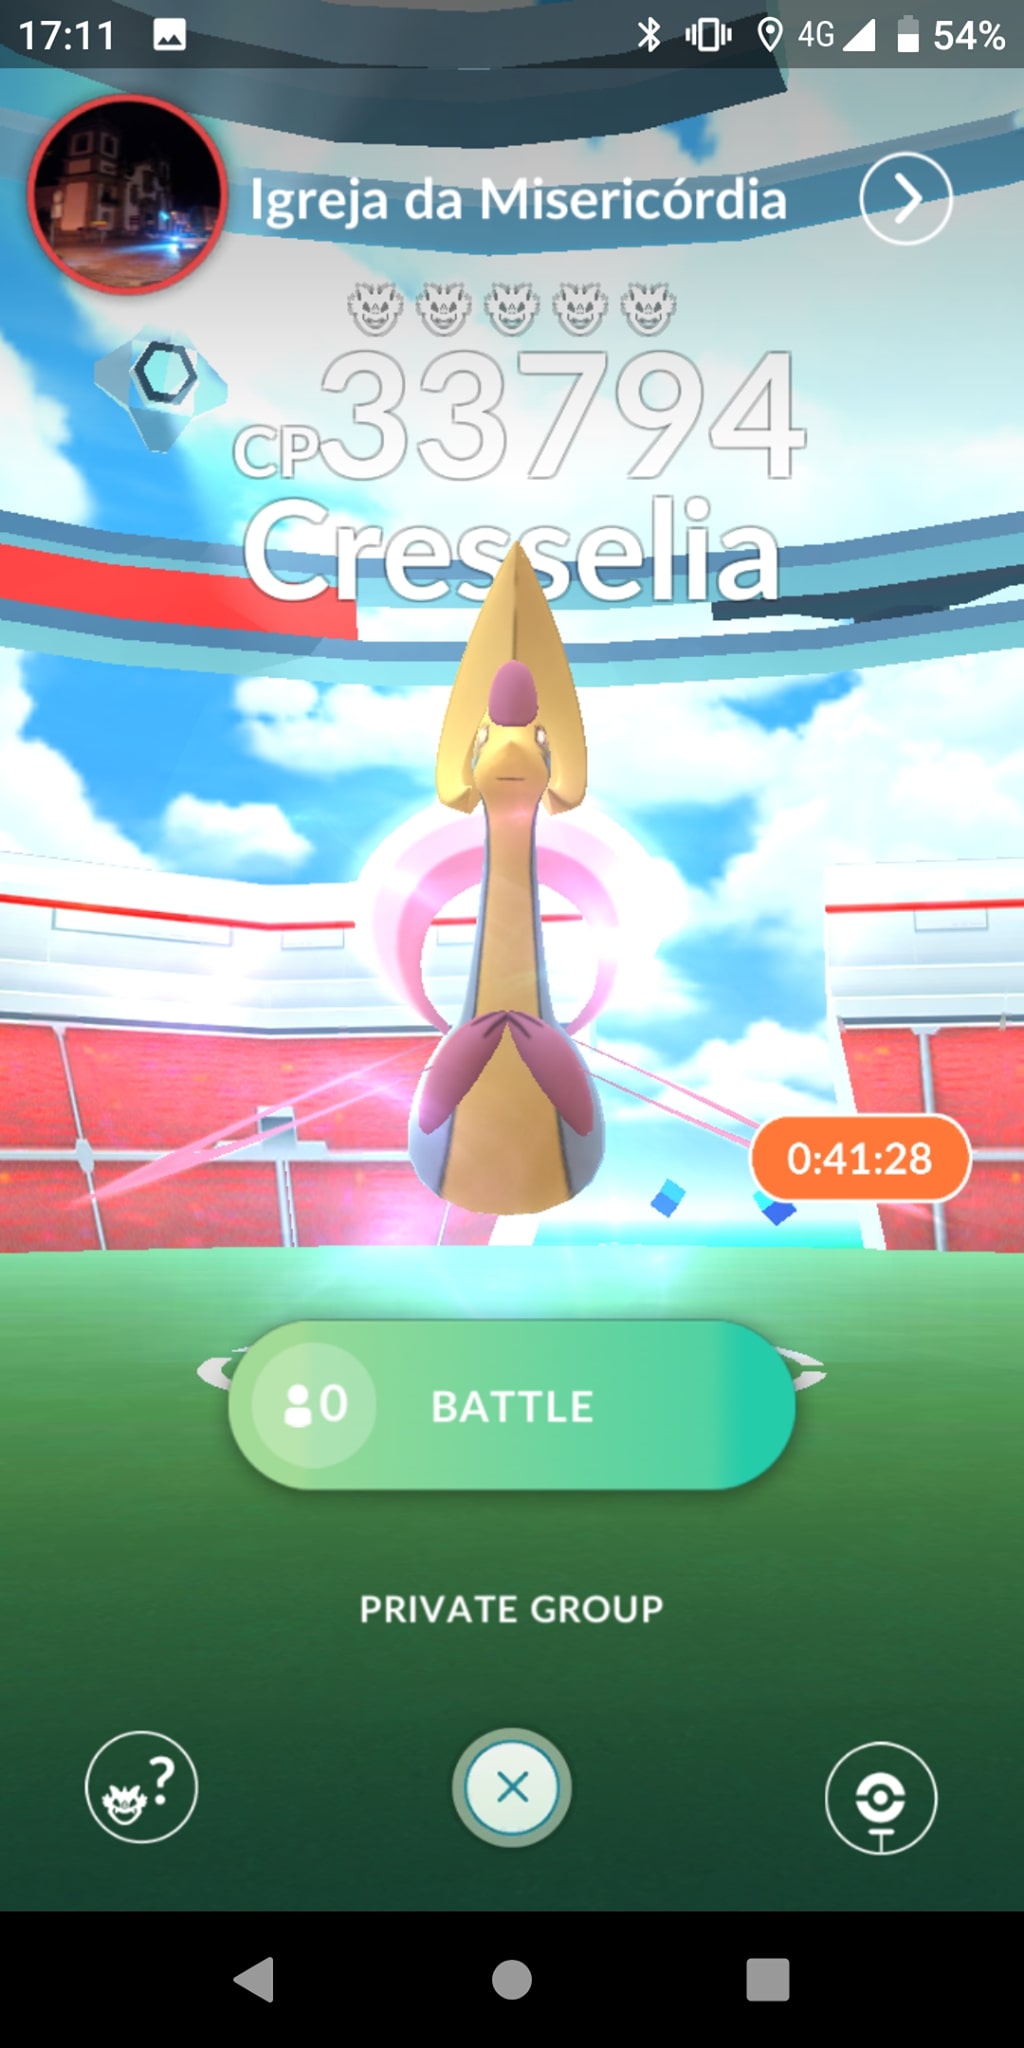 17:11 4G 54%
Igreja da Misericórdia
CP33794
Cresselia
0:41:28
0 BATTLE
PRIVATE GROUP
?